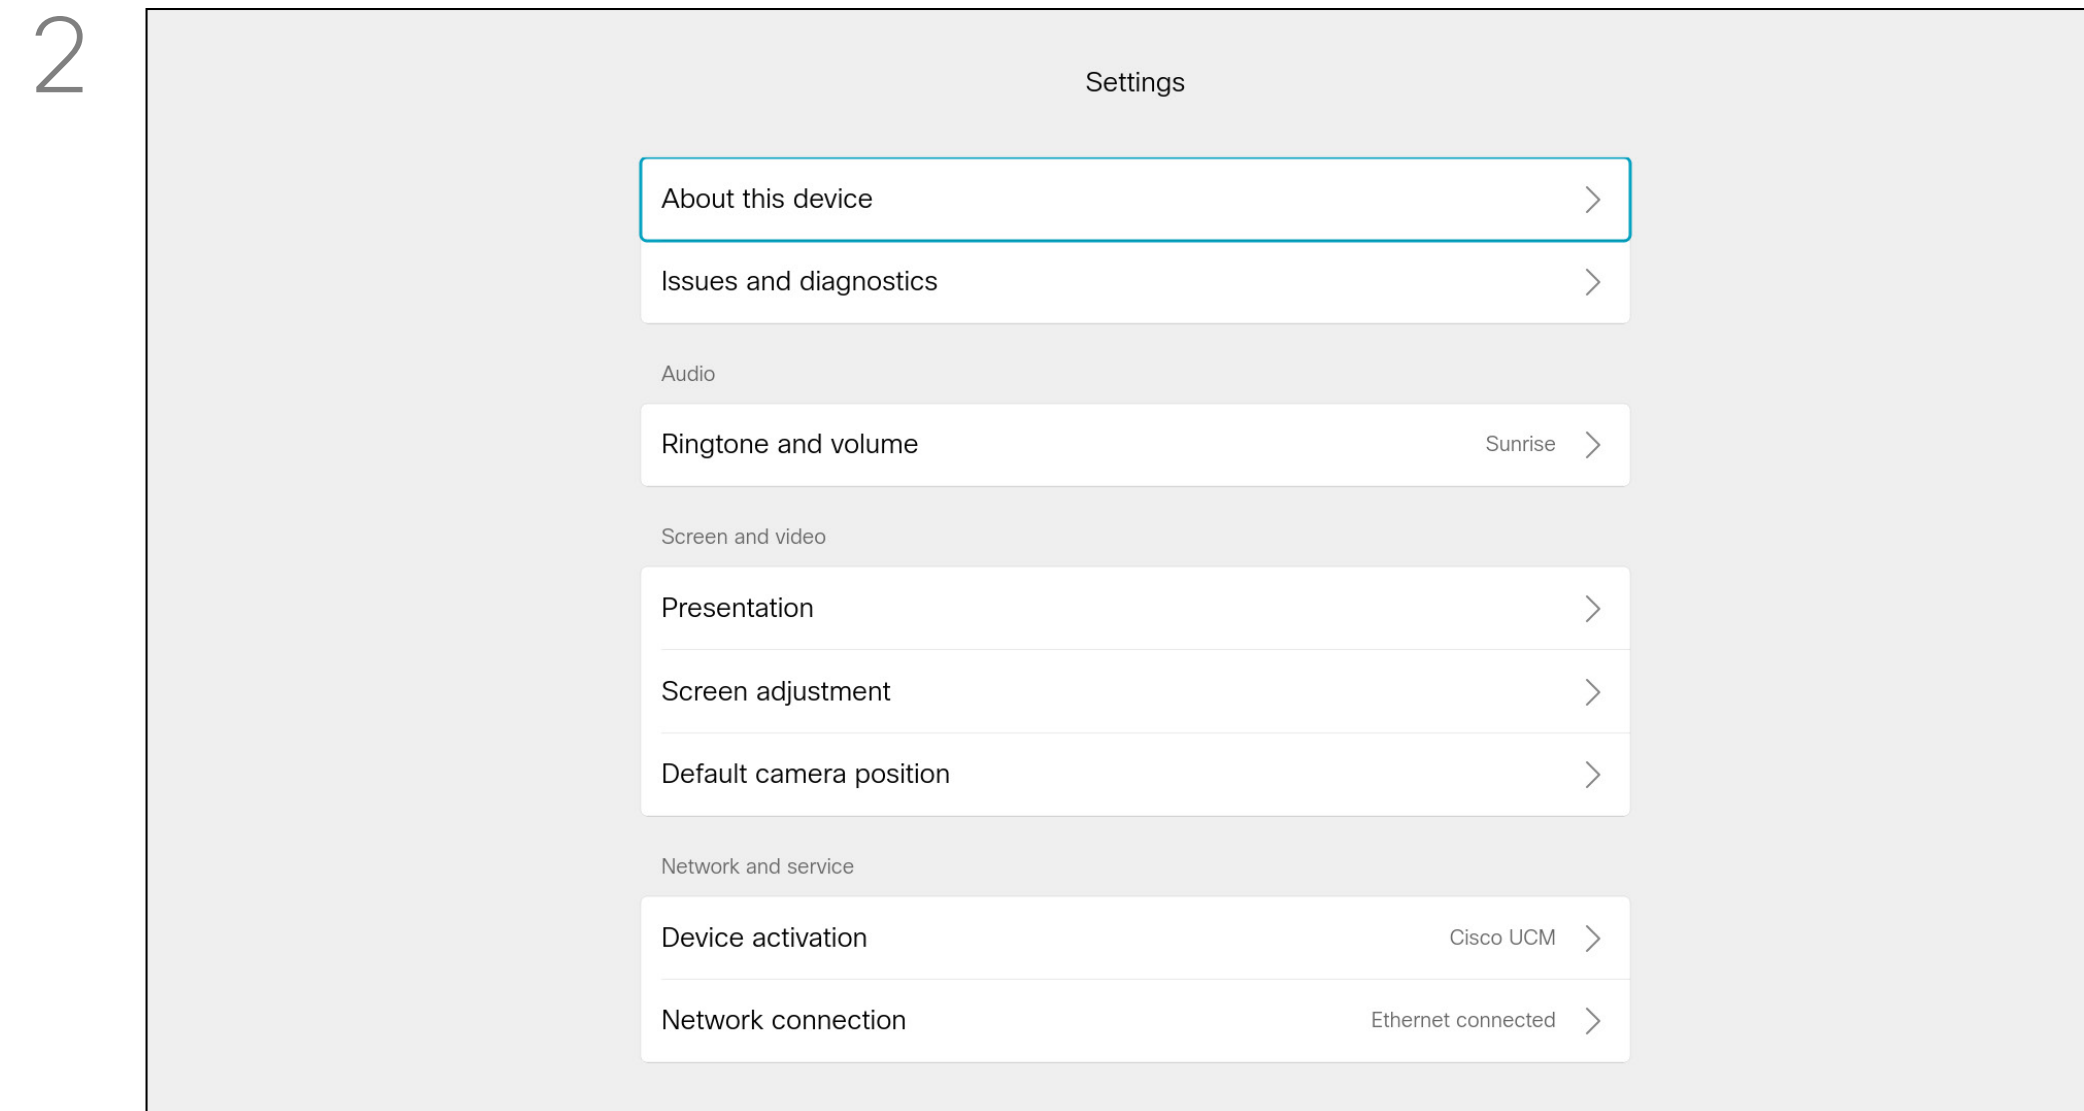 2
Settings
About this device
Issues and diagnostics
Audio
Ringtone and volume Sunrise
Screen and video
Presentation
Screen adjustment
Default camera position
Network and service
Device activation Cisco UCM
Network connection Ethernet connected